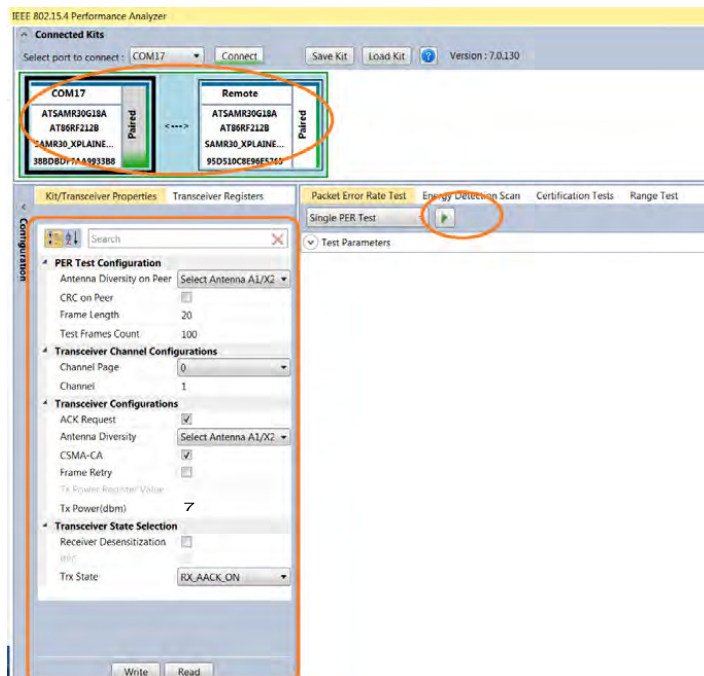 IEEE 802.15.4 Performance Analyzer
Connected Kits
Select port to connect : COM17 Connect Save Kit Load Kit ? Version : 7.0.130
COM17
ATSAMR30G18A
AT86RF212B
SAMR30_XPLAINE...
Paired
<--->
Remote
ATSAMR30G18A
AT86RF212B
SAMR30_XPLAINE...
Paired
Configuration
Kit/Transceiver Properties Transceiver Registers
Search
PER Test Configuration
Antenna Diversity on Peer Select Antenna A1/X2
CRC on Peer
Frame Length 20
Test Frames Count 100
Transceiver Channel Configurations
Channel Page 0
Channel 1
Transceiver Configurations
ACK Request
Antenna Diversity Select Antenna A1/X2
CSMA-CA
Frame Retry
Tx Power Register Value
Tx Power(dbm) 7
Transceiver State Selection
Receiver Desensitization
Trx State RX_AACK_ON
Write Read
Packet Error Rate Test Energy Detection Scan Certification Tests Range Test
Single PER Test
Test Parameters